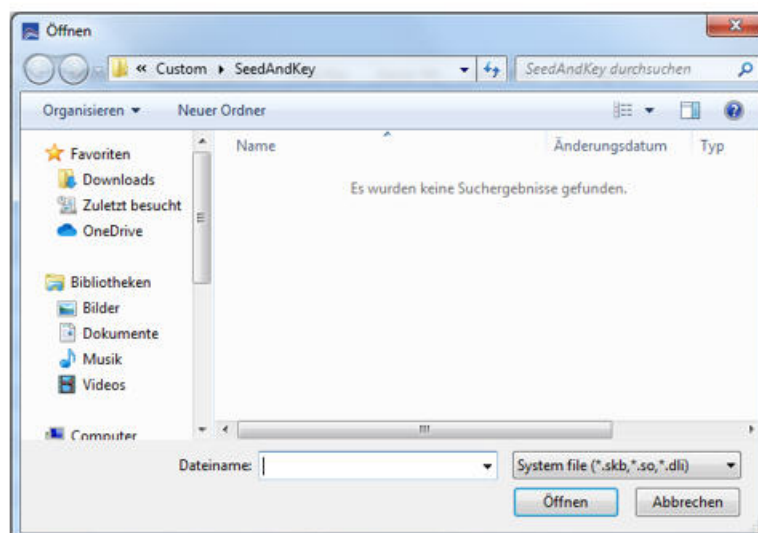 Öffnen
« Custom ▸ SeedAndKey
SeedAndKey durchsuchen
Organisieren ▾ Neuer Ordner
Favoriten
Downloads
Zuletzt besucht
OneDrive
Bibliotheken
Bilder
Dokumente
Musik
Videos
Computer
Name Änderungsdatum Typ
Es wurden keine Suchergebnisse gefunden.
Dateiname:
System file (*.skb,*.so,*.dli)
Öffnen Abbrechen